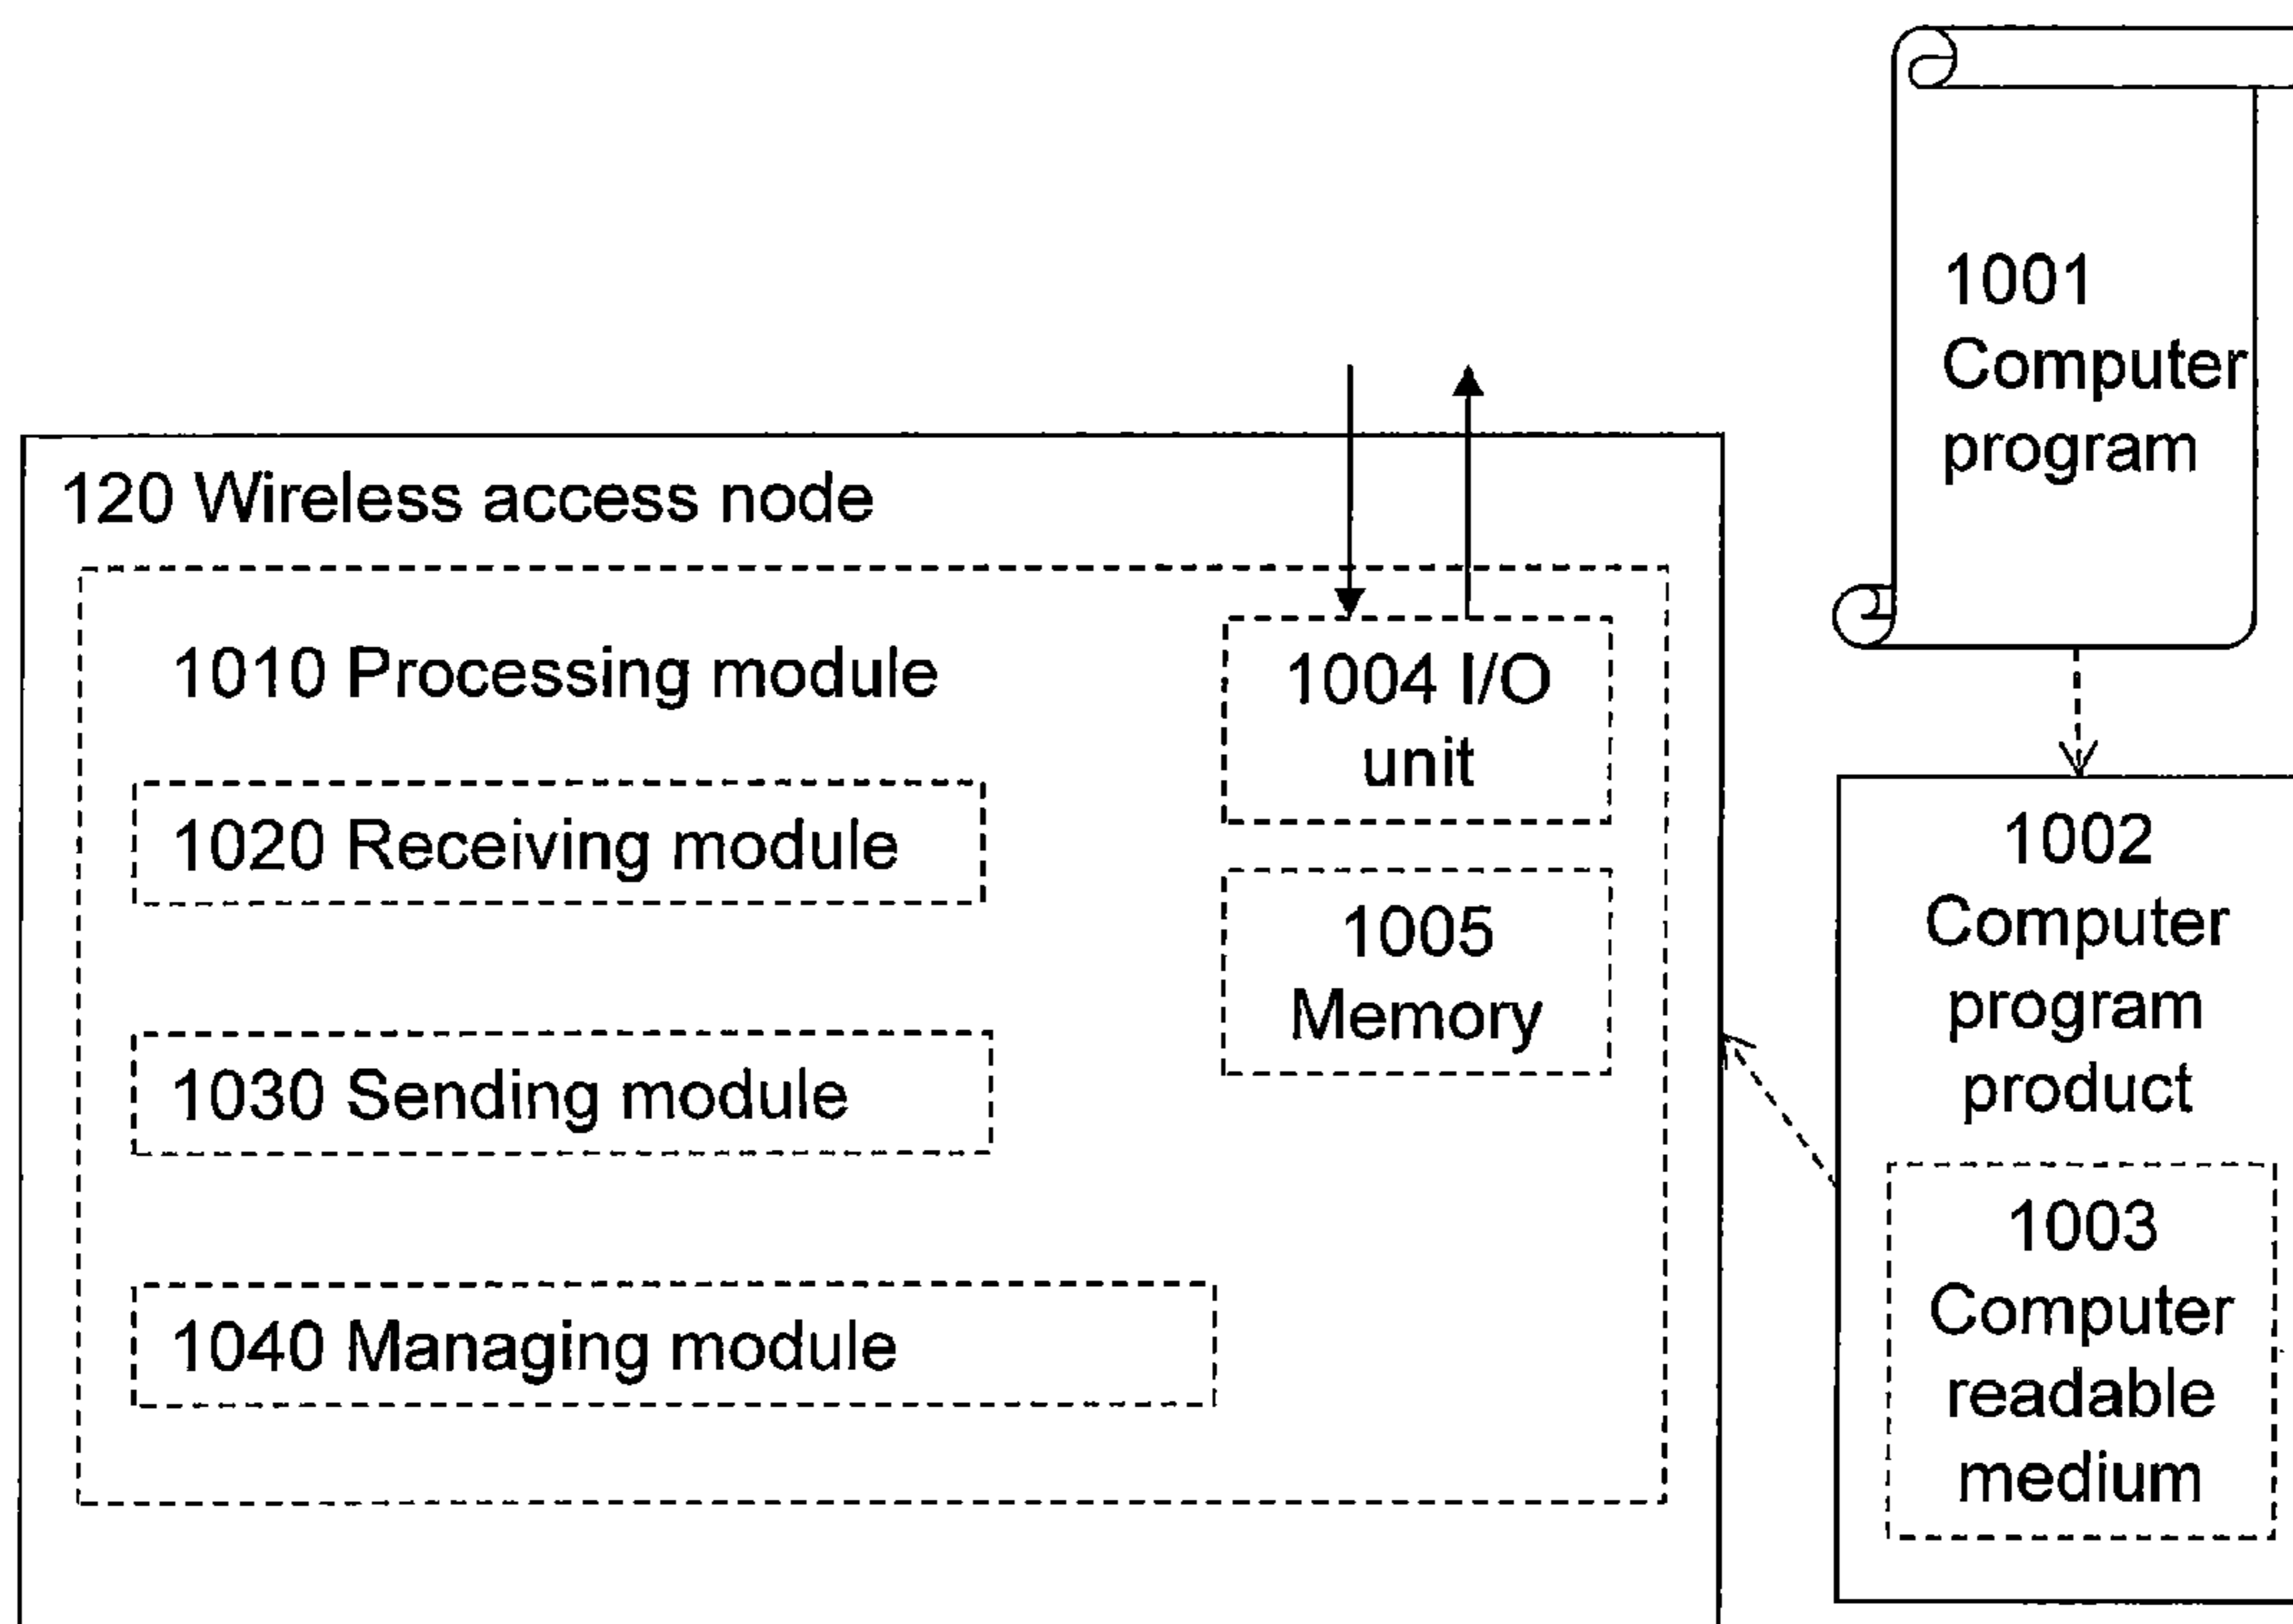 120 Wireless access node
1010 Processing module
1020 Receiving module
1030 Sending module
1040 Managing module
1004 I/O
unit
1005
Memory
1001
Computer
program
1002
Computer
program
product
1003
Computer
readable
medium